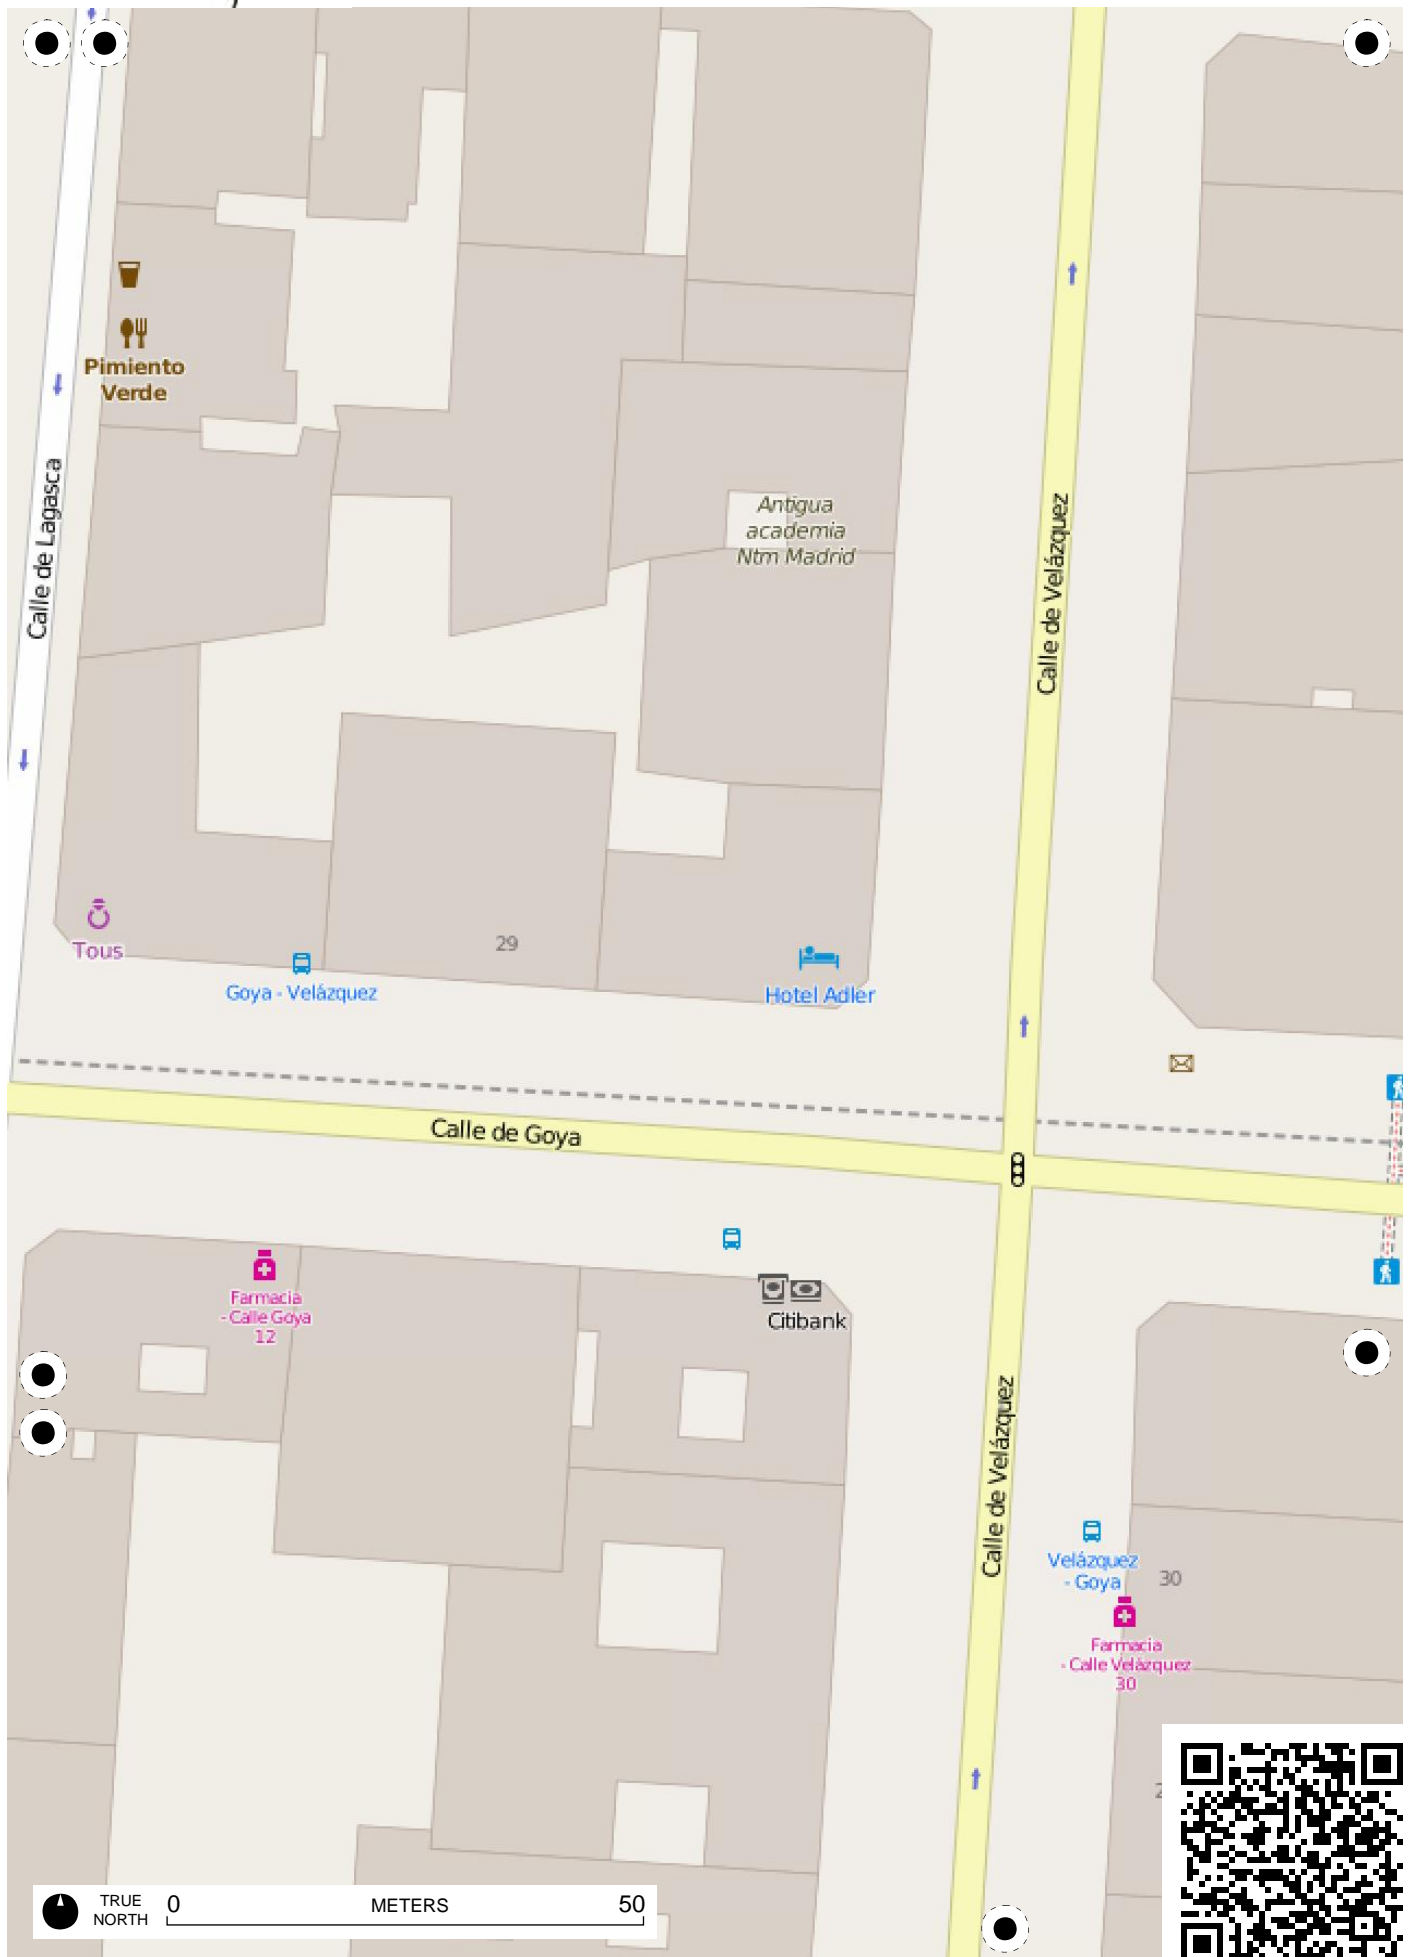 Pimiento
Verde
Calle de Lagasca
Antigua
academia
Ntm Madrid
Calle de Velázquez
Tous
29
Goya - Velázquez
Hotel Adler
Calle de Goya
Farmacia
- Calle Goya
12
Citibank
Calle de Velázquez
Velázquez
- Goya
30
Farmacia
- Calle Velázquez
30
TRUE
NORTH
0 METERS 50